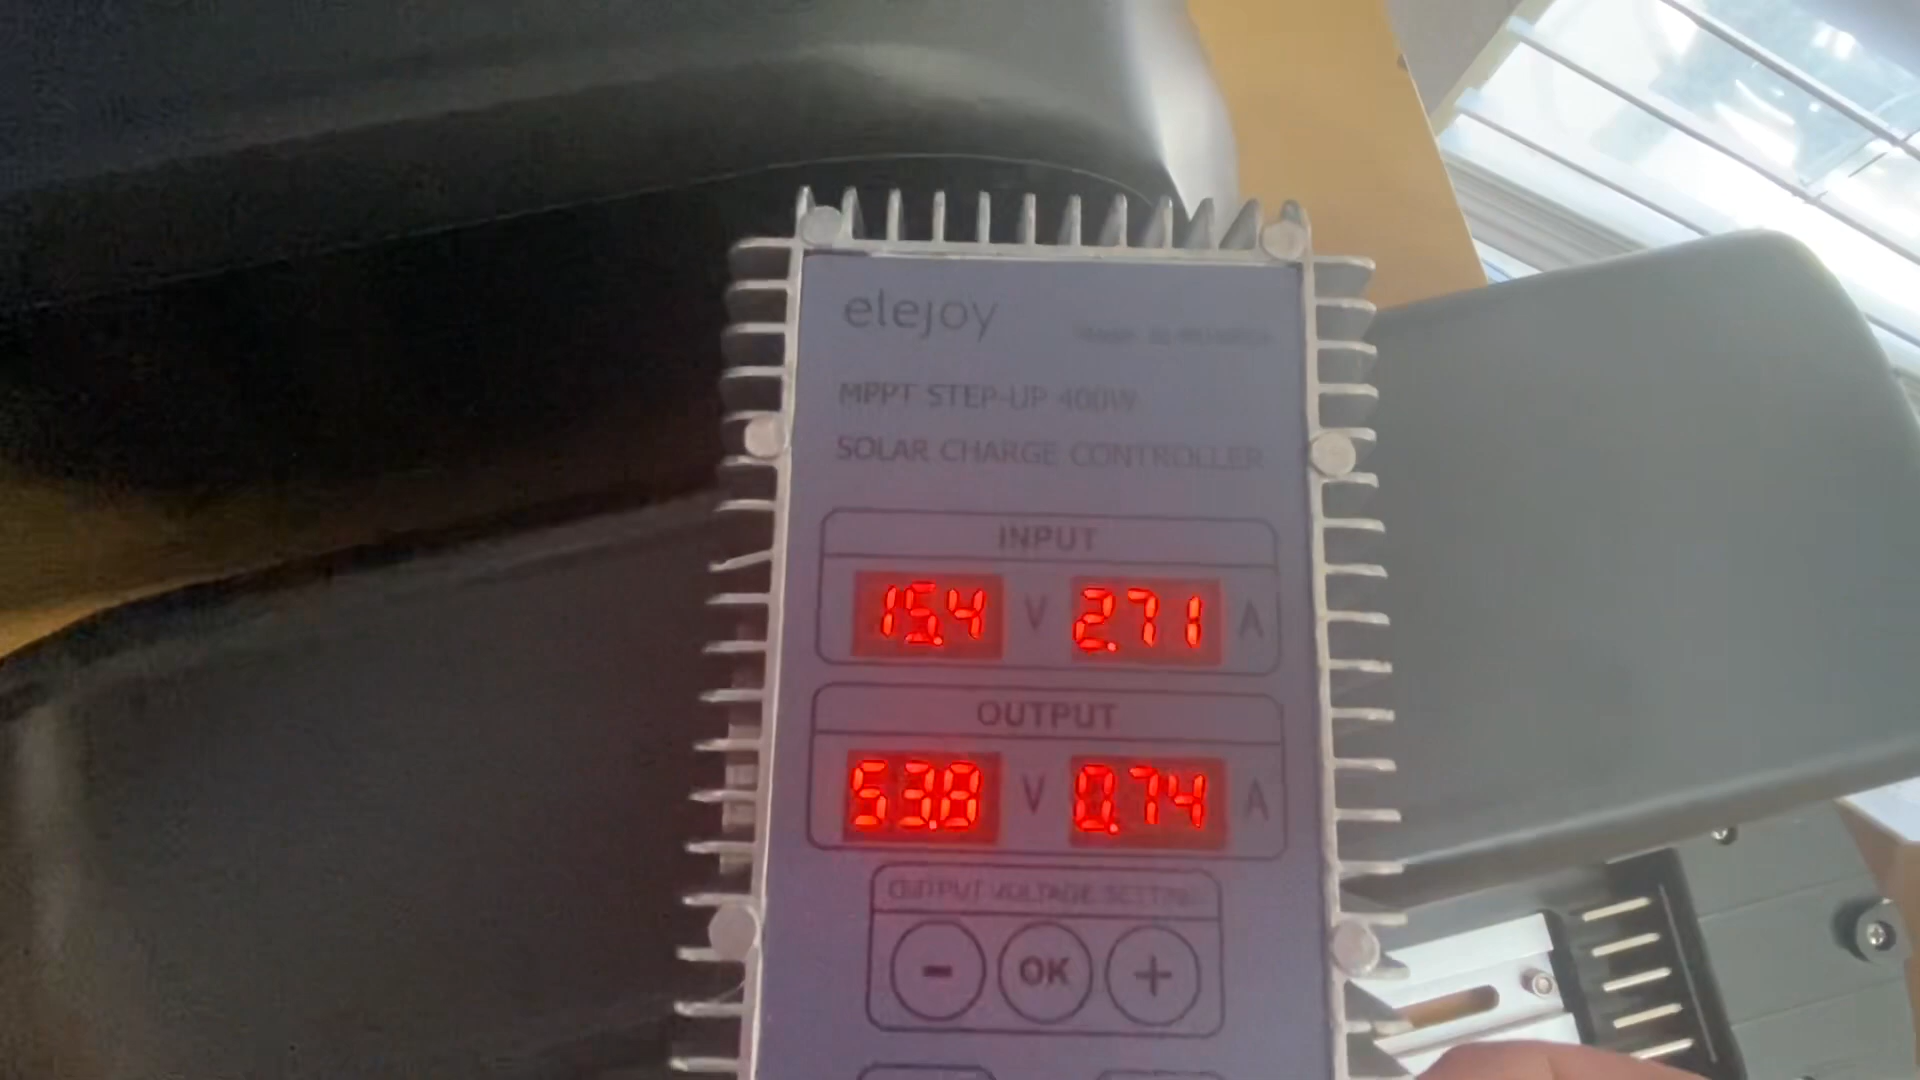 elejoy
MPPT STEP-UP 400W
SOLAR CHARGE CONTROLLER
INPUT
15.4 V 2.71 A
OUTPUT
53.8 V 0.74 A
OUTPUT VOLTAGE SETTING
- OK +